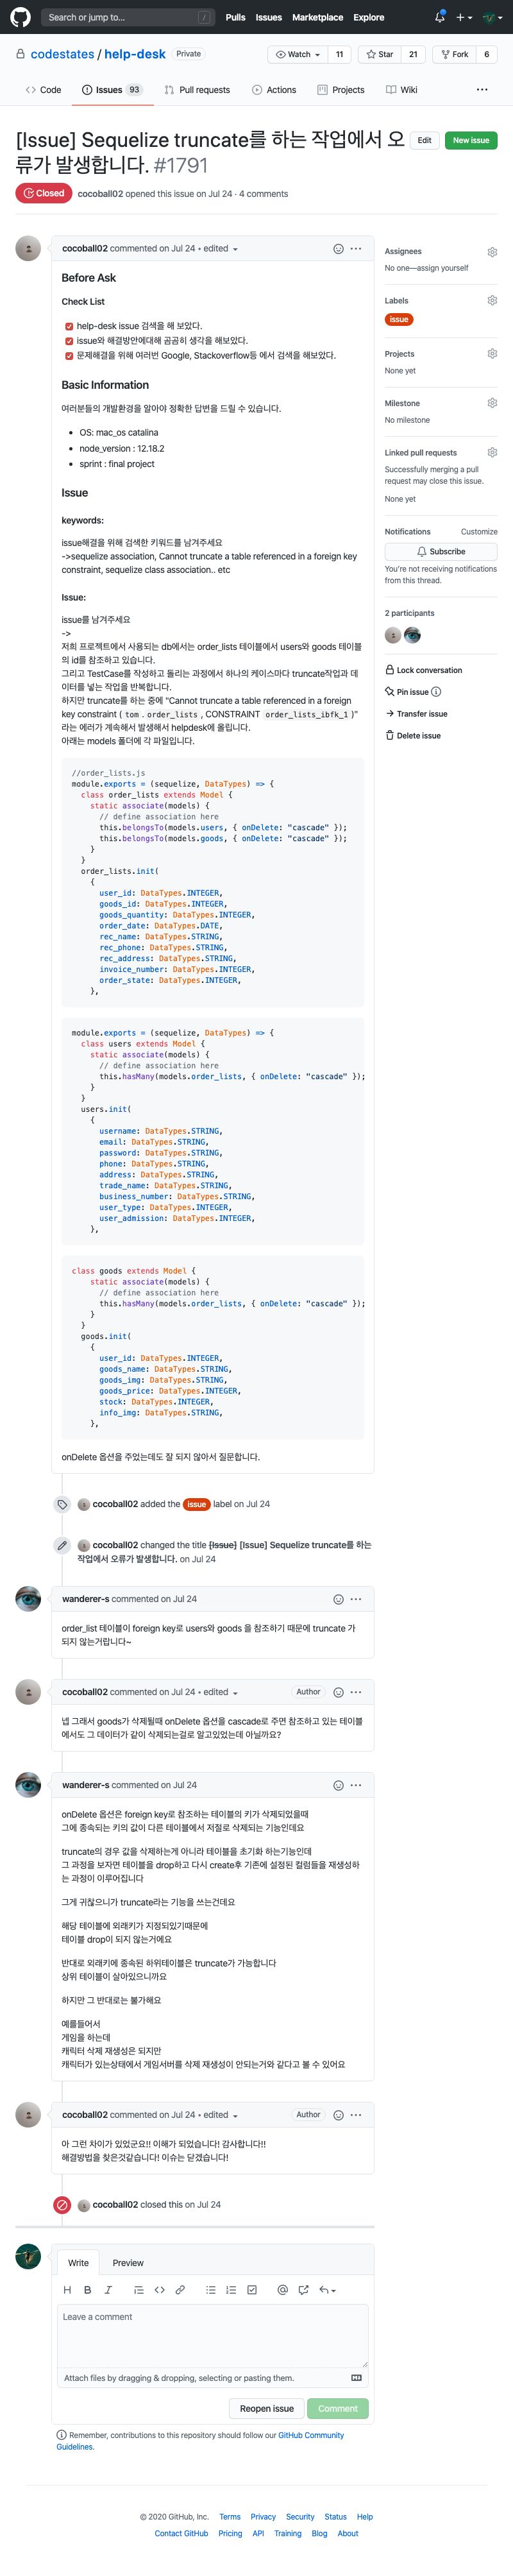 Search or jump to... /
Pulls Issues Marketplace Explore
codestates / help-desk Private
Watch 11 Star 21 Fork 6
Code Issues 93 Pull requests Actions Projects Wiki
[Issue] Sequelize truncate를 하는 작업에서 오
류가 발생합니다. #1791
Edit New issue
Closed cocoball02 opened this issue on Jul 24 · 4 comments
cocoball02 commented on Jul 24 • edited
Before Ask
Check List
help-desk issue 검색을 해 보았다.
issue와 해결방안에대해 곰곰히 생각을 해보았다.
문제해결을 위해 여러번 Google, Stackoverflow등 에서 검색을 해보았다.
Basic Information
여러분들의 개발환경을 알아야 정확한 답변을 드릴 수 있습니다.
OS: mac_os catalina
node_version : 12.18.2
sprint : final project
Issue
keywords:
issue해결을 위해 검색한 키워드를 남겨주세요
->sequelize association, Cannot truncate a table referenced in a foreign key
constraint, sequelize class association.. etc
Issue:
issue를 남겨주세요
->
저희 프로젝트에서 사용되는 db에서는 order_lists 테이블에서 users와 goods 테이블
의 id를 참조하고 있습니다.
그리고 TestCase를 작성하고 돌리는 과정에서 하나의 케이스마다 truncate작업과 데
이터를 넣는 작업을 반복합니다.
하지만 truncate를 하는 중에 "Cannot truncate a table referenced in a foreign
key constraint ( tom . order_lists , CONSTRAINT order_lists_ibfk_1 )"
라는 에러가 계속해서 발생해서 helpdesk에 올립니다.
아래는 models 폴더에 각 파일입니다.
//order_lists.js
module.exports = (sequelize, DataTypes) => {
class order_lists extends Model {
static associate(models) {
// define association here
this.belongsTo(models.users, { onDelete: "cascade" });
this.belongsTo(models.goods, { onDelete: "cascade" });
}
}
order_lists.init(
{
user_id: DataTypes.INTEGER,
goods_id: DataTypes.INTEGER,
goods_quantity: DataTypes.INTEGER,
order_date: DataTypes.DATE,
rec_name: DataTypes.STRING,
rec_phone: DataTypes.STRING,
rec_address: DataTypes.STRING,
invoice_number: DataTypes.INTEGER,
order_state: DataTypes.INTEGER,
},
module.exports = (sequelize, DataTypes) => {
class users extends Model {
static associate(models) {
// define association here
this.hasMany(models.order_lists, { onDelete: "cascade" });
}
}
users.init(
{
username: DataTypes.STRING,
email: DataTypes.STRING,
password: DataTypes.STRING,
phone: DataTypes.STRING,
address: DataTypes.STRING,
trade_name: DataTypes.STRING,
business_number: DataTypes.STRING,
user_type: DataTypes.INTEGER,
user_admission: DataTypes.INTEGER,
},
class goods extends Model {
static associate(models) {
// define association here
this.hasMany(models.order_lists, { onDelete: "cascade" });
}
}
goods.init(
{
user_id: DataTypes.INTEGER,
goods_name: DataTypes.STRING,
goods_img: DataTypes.STRING,
goods_price: DataTypes.INTEGER,
stock: DataTypes.INTEGER,
info_img: DataTypes.STRING,
},
onDelete 옵션을 주었는데도 잘 되지 않아서 질문합니다.
cocoball02 added the issue label on Jul 24
cocoball02 changed the title [Issue] [Issue] Sequelize truncate를 하는
작업에서 오류가 발생합니다. on Jul 24
wanderer-s commented on Jul 24
order_list 테이블이 foreign key로 users와 goods 을 참조하기 때문에 truncate 가
되지 않는거랍니다~
cocoball02 commented on Jul 24 • edited Author
넵 그래서 goods가 삭제될때 onDelete 옵션을 cascade로 주면 참조하고 있는 테이블
에서도 그 데이터가 같이 삭제되는걸로 알고있었는데 아닐까요?
wanderer-s commented on Jul 24
onDelete 옵션은 foreign key로 참조하는 테이블의 키가 삭제되었을때
그에 종속되는 키의 값이 다른 테이블에서 저절로 삭제되는 기능인데요
truncate의 경우 값을 삭제하는게 아니라 테이블을 초기화 하는기능인데
그 과정을 보자면 테이블을 drop하고 다시 create후 기존에 설정된 컬럼들을 재생성하
는 과정이 이루어집니다
그게 귀찮으니가 truncate라는 기능을 쓰는건데요
해당 테이블에 외래키가 지정되있기때문에
테이블 drop이 되지 않는거에요
반대로 외래키에 종속된 하위테이블은 truncate가 가능합니다
상위 테이블이 살아있으니까요
하지만 그 반대로는 불가해요
예를들어서
게임을 하는데
캐릭터 삭제 재생성은 되지만
캐릭터가 있는상태에서 게임서버를 삭제 재생성이 안되는거와 같다고 볼 수 있어요
cocoball02 commented on Jul 24 • edited Author
아 그런 차이가 있었군요!! 이해가 되었습니다! 감사합니다!!
해결방법을 찾은것같습니다! 이슈는 닫겠습니다!
cocoball02 closed this on Jul 24
Write Preview
Leave a comment
Attach files by dragging & dropping, selecting or pasting them.
Reopen issue Comment
Remember, contributions to this repository should follow our GitHub Community
Guidelines.
Assignees
No one—assign yourself
Labels
issue
Projects
None yet
Milestone
No milestone
Linked pull requests
Successfully merging a pull
request may close this issue.
None yet
Notifications Customize
Subscribe
You're not receiving notifications
from this thread.
2 participants
Lock conversation
Pin issue
Transfer issue
Delete issue
© 2020 GitHub, Inc. Terms Privacy Security Status Help
Contact GitHub Pricing API Training Blog About